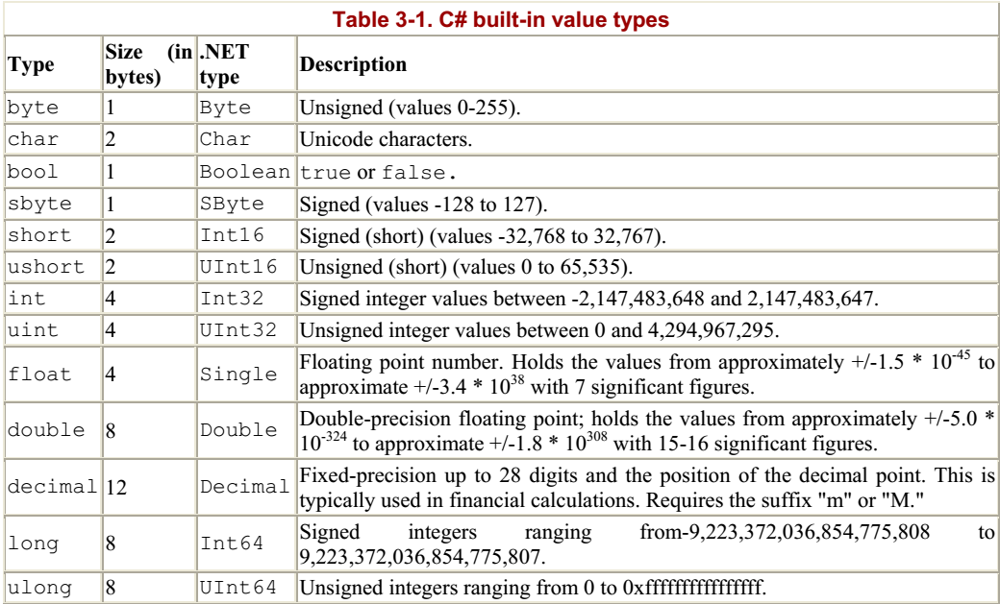 Table 3-1. C# built-in value types
Type Size (in bytes) .NET type Description
byte 1 Byte Unsigned (values 0-255).
char 2 Char Unicode characters.
bool 1 Boolean true or false.
sbyte 1 SByte Signed (values -128 to 127).
short 2 Int16 Signed (short) (values -32,768 to 32,767).
ushort 2 UInt16 Unsigned (short) (values 0 to 65,535).
int 4 Int32 Signed integer values between -2,147,483,648 and 2,147,483,647.
uint 4 UInt32 Unsigned integer values between 0 and 4,294,967,295.
float 4 Single Floating point number. Holds the values from approximately +/-1.5 * 10^-45 to
approximate +/-3.4 * 10^38 with 7 significant figures.
double 8 Double Double-precision floating point; holds the values from approximately +/-5.0 *
10^-324 to approximate +/-1.8 * 10^308 with 15-16 significant figures.
decimal 12 Decimal Fixed-precision up to 28 digits and the position of the decimal point. This is
typically used in financial calculations. Requires the suffix "m" or "M."
long 8 Int64 Signed integers ranging from-9,223,372,036,854,775,808 to
9,223,372,036,854,775,807.
ulong 8 UInt64 Unsigned integers ranging from 0 to 0xffffffffffffffff.